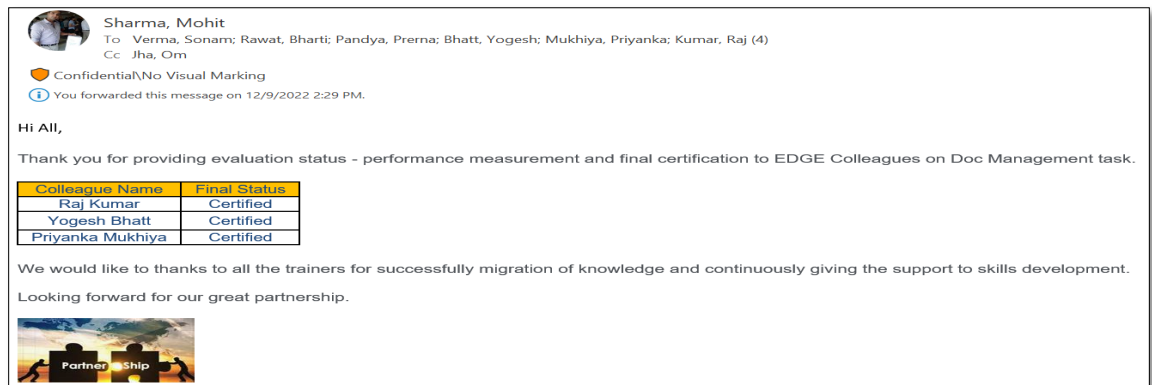 Sharma, Mohit
To Verma, Sonam; Rawat, Bharti; Pandya, Prerna; Bhatt, Yogesh; Mukhiya, Priyanka; Kumar, Raj (4)
Cc Jha, Om
Confidential\No Visual Marking
You forwarded this message on 12/9/2022 2:29 PM.
Hi All,
Thank you for providing evaluation status - performance measurement and final certification to EDGE Colleagues on Doc Management task.
Colleague Name Final Status
Raj Kumar Certified
Yogesh Bhatt Certified
Priyanka Mukhiya Certified
We would like to thanks to all the trainers for successfully migration of knowledge and continuously giving the support to skills development.
Looking forward for our great partnership.
Partner Ship